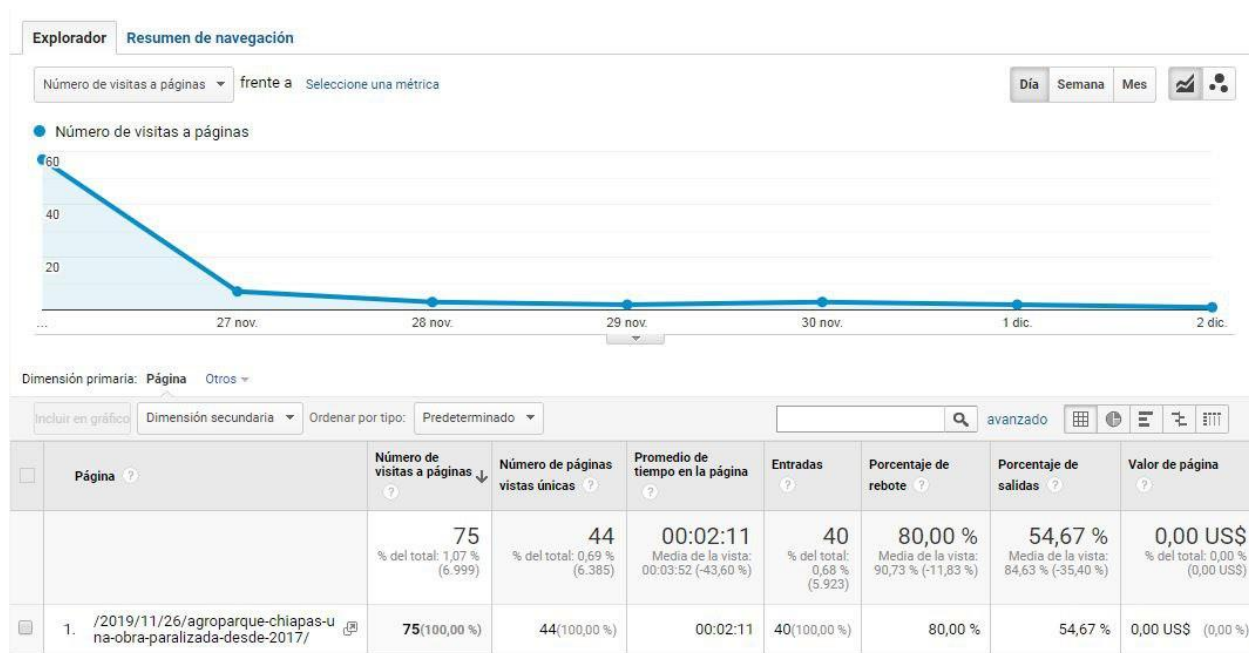 Explorador Resumen de navegación
Número de visitas a páginas frente a Seleccione una métrica Día Semana Mes
Número de visitas a páginas
60
40
20
... 27 nov. 28 nov. 29 nov. 30 nov. 1 dic. 2 dic.
Dimensión primaria: Página Otros
Incluir en gráfico Dimensión secundaria Ordenar por tipo: Predeterminado avanzado
Página ? Número de visitas a páginas ? Número de páginas vistas únicas ? Promedio de tiempo en la página ? Entradas ? Porcentaje de rebote ? Porcentaje de salidas ? Valor de página ?
75 44 00:02:11 40 80,00 % 54,67 % 0,00 US$
% del total: 1,07 % (6.999) % del total: 0,69 % (6.385) Media de la vista: 00:03:52 (-43,60 %) % del total: 0,68 % (5.923) Media de la vista: 90,73 % (-11,83 %) Media de la vista: 84,63 % (-35,40 %) % del total: 0,00 % (0,00 US$)
1. /2019/11/26/agroparque-chiapas-una-obra-paralizada-desde-2017/ 75(100,00 %) 44(100,00 %) 00:02:11 40(100,00 %) 80,00 % 54,67 % 0,00 US$ (0,00 %)